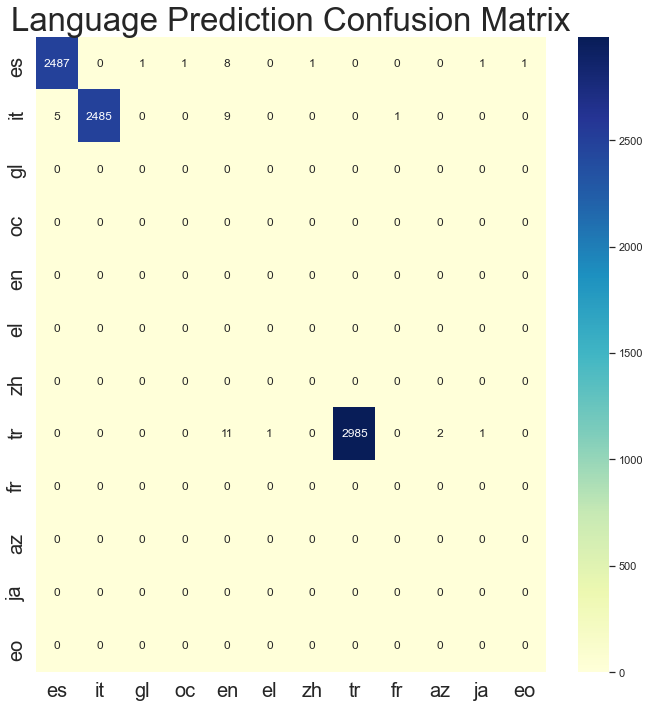 Language Prediction Confusion Matrix
es 2487 0 1 1 8 0 1 0 0 0 1 1
it 5 2485 0 0 9 0 0 0 1 0 0 0
gl 0 0 0 0 0 0 0 0 0 0 0 0
oc 0 0 0 0 0 0 0 0 0 0 0 0
en 0 0 0 0 0 0 0 0 0 0 0 0
el 0 0 0 0 0 0 0 0 0 0 0 0
zh 0 0 0 0 0 0 0 0 0 0 0 0
tr 0 0 0 0 11 1 0 2985 0 2 1 0
fr 0 0 0 0 0 0 0 0 0 0 0 0
az 0 0 0 0 0 0 0 0 0 0 0 0
ja 0 0 0 0 0 0 0 0 0 0 0 0
eo 0 0 0 0 0 0 0 0 0 0 0 0
es it gl oc en el zh tr fr az ja eo
2500
2000
1500
1000
500
0